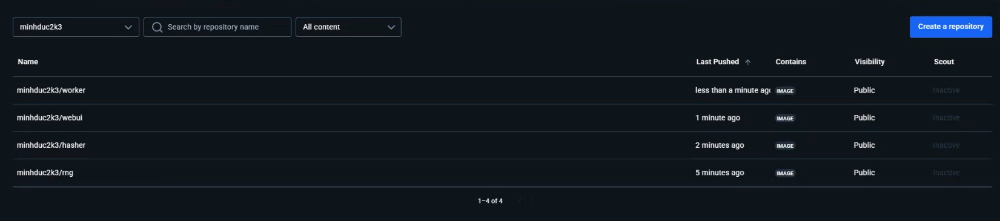 minhduc2k3 Search by repository name All content Create a repository
Name Last Pushed Contains Visibility Scout
minhduc2k3/worker less than a minute ago IMAGE Public Inactive
minhduc2k3/webui 1 minute ago IMAGE Public Inactive
minhduc2k3/hasher 2 minutes ago IMAGE Public Inactive
minhduc2k3/rng 5 minutes ago IMAGE Public Inactive
1–4 of 4